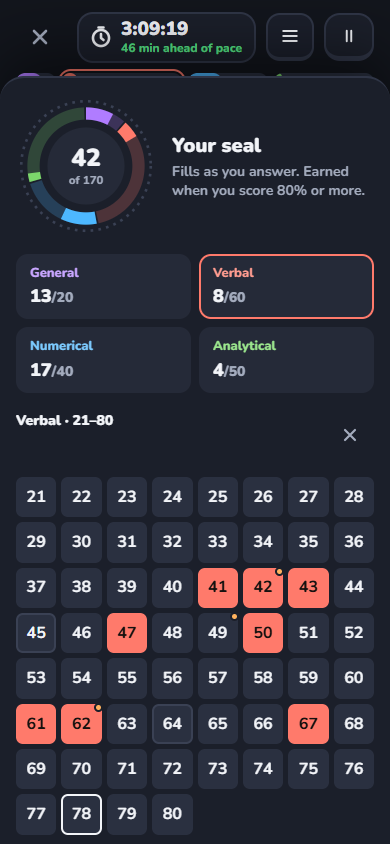 3:09:19
46 min ahead of pace
42
of 170
Your seal
Fills as you answer. Earned
when you score 80% or more.
General
13/20
Verbal
8/60
Numerical
17/40
Analytical
4/50
Verbal · 21–80
21 22 23 24 25 26 27 28
29 30 31 32 33 34 35 36
37 38 39 40 41 42 43 44
45 46 47 48 49 50 51 52
53 54 55 56 57 58 59 60
61 62 63 64 65 66 67 68
69 70 71 72 73 74 75 76
77 78 79 80